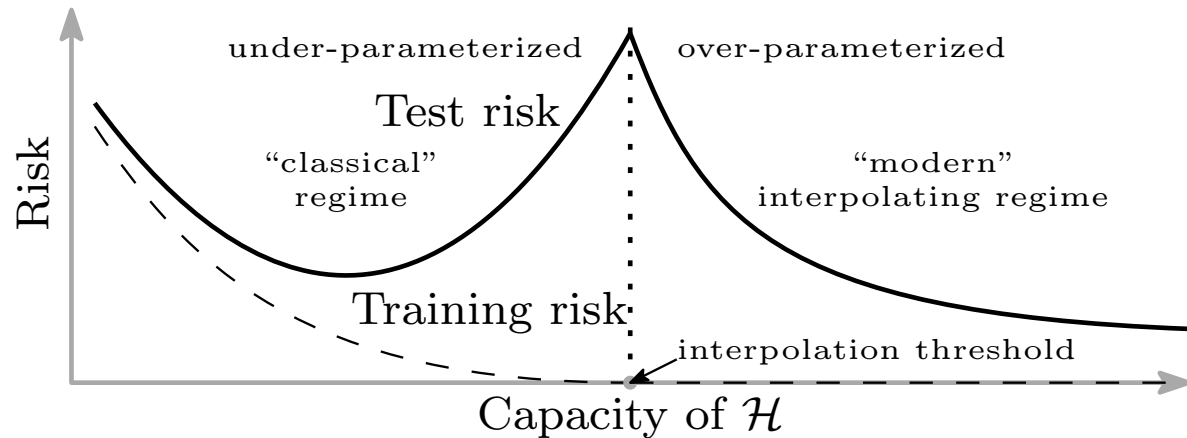 under-parameterized
over-parameterized
Test risk
“classical”
regime
“modern”
interpolating regime
Risk
Training risk
interpolation threshold
Capacity of ℋ